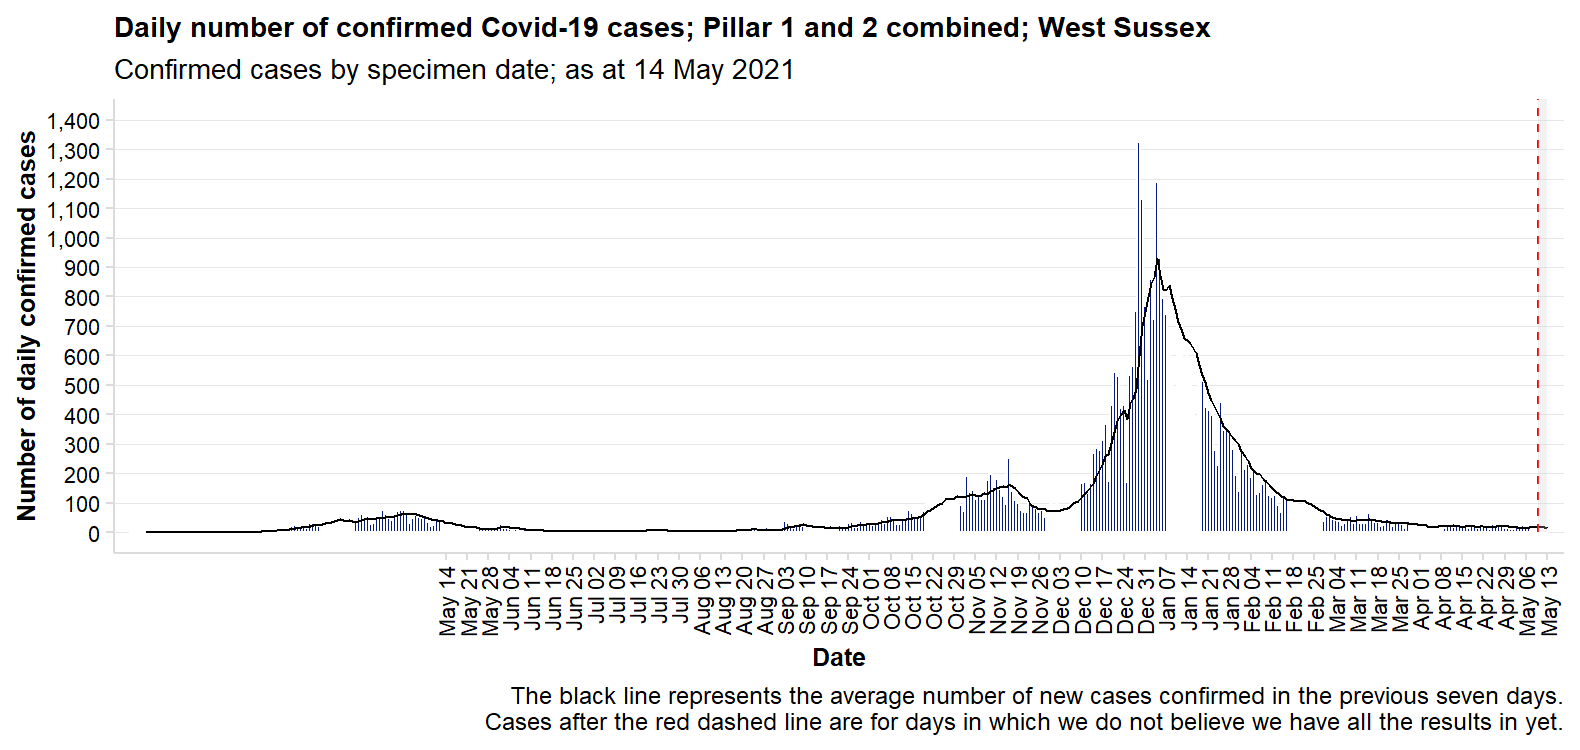 Daily number of confirmed Covid-19 cases; Pillar 1 and 2 combined; West Sussex
Confirmed cases by specimen date; as at 14 May 2021
Number of daily confirmed cases
1,400
1,300
1,200
1,100
1,000
900
800
700
600
500
400
300
200
100
0
May 14
May 21
May 28
Jun 04
Jun 11
Jun 18
Jun 25
Jul 02
Jul 09
Jul 16
Jul 23
Jul 30
Aug 06
Aug 13
Aug 20
Aug 27
Sep 03
Sep 10
Sep 17
Sep 24
Oct 01
Oct 08
Oct 15
Oct 22
Oct 29
Nov 05
Nov 12
Nov 19
Nov 26
Dec 03
Dec 10
Dec 17
Dec 24
Dec 31
Jan 07
Jan 14
Jan 21
Jan 28
Feb 04
Feb 11
Feb 18
Feb 25
Mar 04
Mar 11
Mar 18
Mar 25
Apr 01
Apr 08
Apr 15
Apr 22
Apr 29
May 06
May 13
Date
The black line represents the average number of new cases confirmed in the previous seven days.
Cases after the red dashed line are for days in which we do not believe we have all the results in yet.